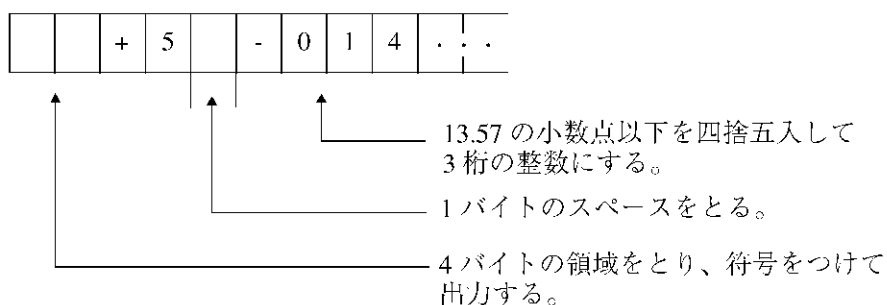 + 5 - 0 1 4 · · ·
13.57 の小数点以下を四捨五入して
3 桁の整数にする。
1 バイトのスペースをとる。
4 バイトの領域をとり、符号をつけて
出力する。